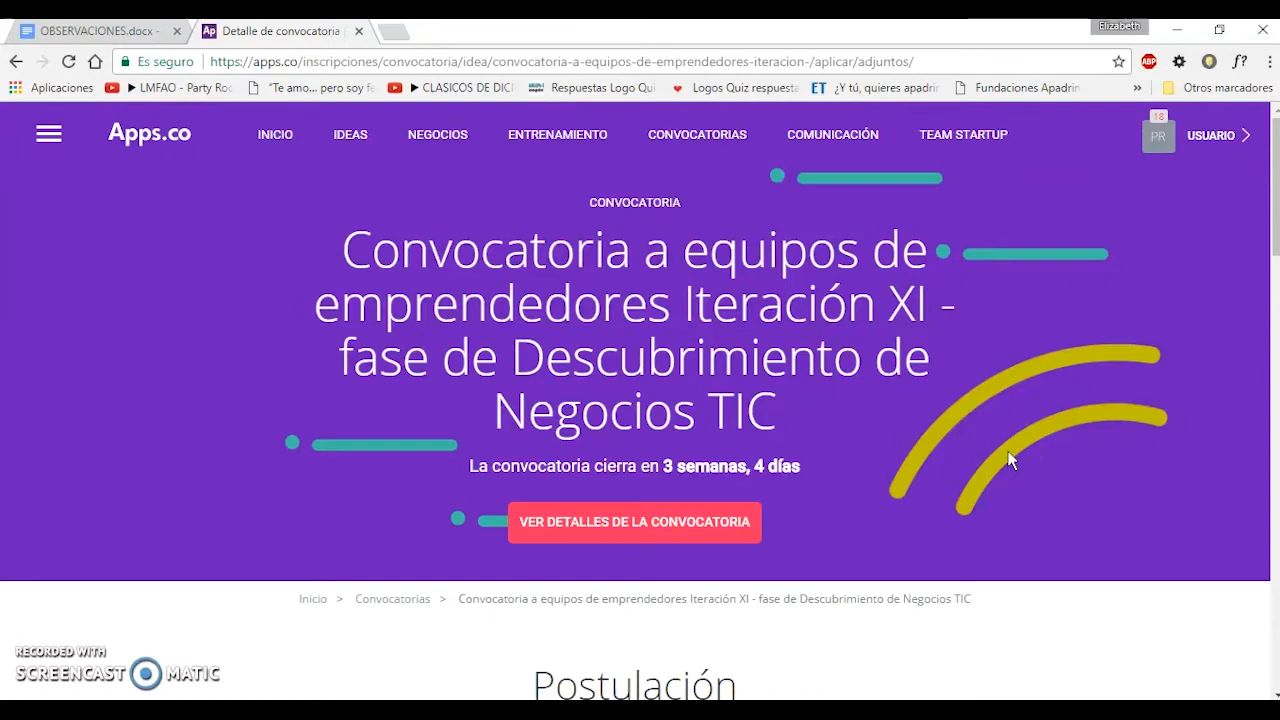 OBSERVACIONES.docx -
Ap Detalle de convocatoria
Elizabeth
Es seguro
https://apps.co/inscripciones/convocatoria/idea/convocatoria-a-equipos-de-emprendedores-iteracion-/aplicar/adjuntos/
ABP
f?
Aplicaciones
LMFAO - Party Roc
"Te amo... pero soy f
CLASICOS DE DICI
Respuestas Logo Qui
Logos Quiz respuesta
ET ¿Y tú, quieres apadrin
Fundaciones Apadrin
»
Otros marcadores
Apps.co
INICIO
IDEAS
NEGOCIOS
ENTRENAMIENTO
CONVOCATORIAS
COMUNICACIÓN
TEAM STARTUP
18
PR
USUARIO
CONVOCATORIA
Convocatoria a equipos de
emprendedores Iteración XI -
fase de Descubrimiento de
Negocios TIC
La convocatoria cierra en 3 semanas, 4 días
VER DETALLES DE LA CONVOCATORIA
Inicio > Convocatorias > Convocatoria a equipos de emprendedores Iteración XI - fase de Descubrimiento de Negocios TIC
Postulación
RECORDED WITH
SCREENCAST MATIC